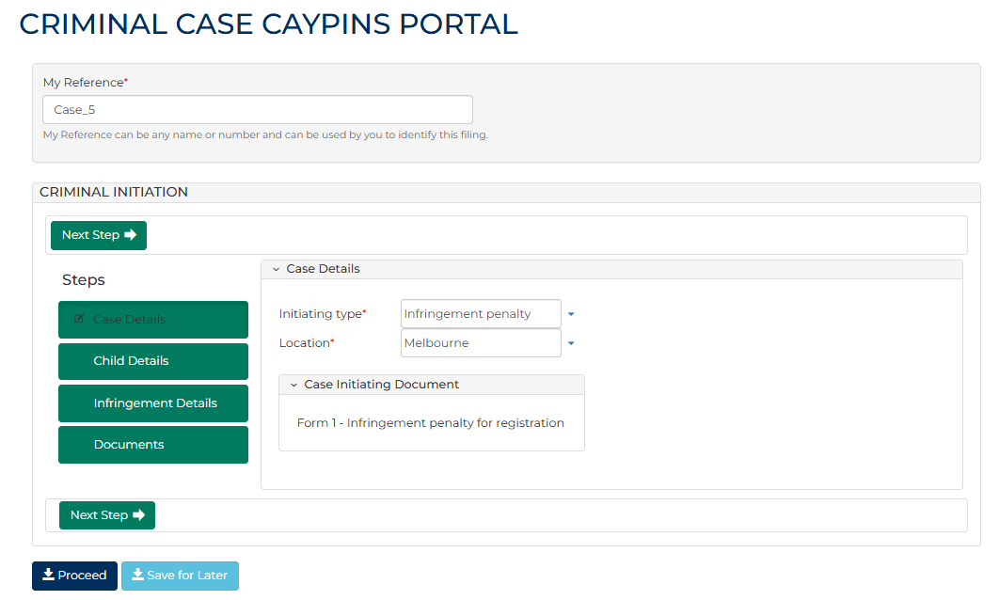 CRIMINAL CASE CAYPINS PORTAL
My Reference*
Case_5
My Reference can be any name or number and can be used by you to identify this filing.
CRIMINAL INITIATION
Next Step
Steps
Case Details
Child Details
Infringement Details
Documents
Case Details
Initiating type* Infringement penalty
Location* Melbourne
Case Initiating Document
Form 1 - Infringement penalty for registration
Next Step
Proceed Save for Later